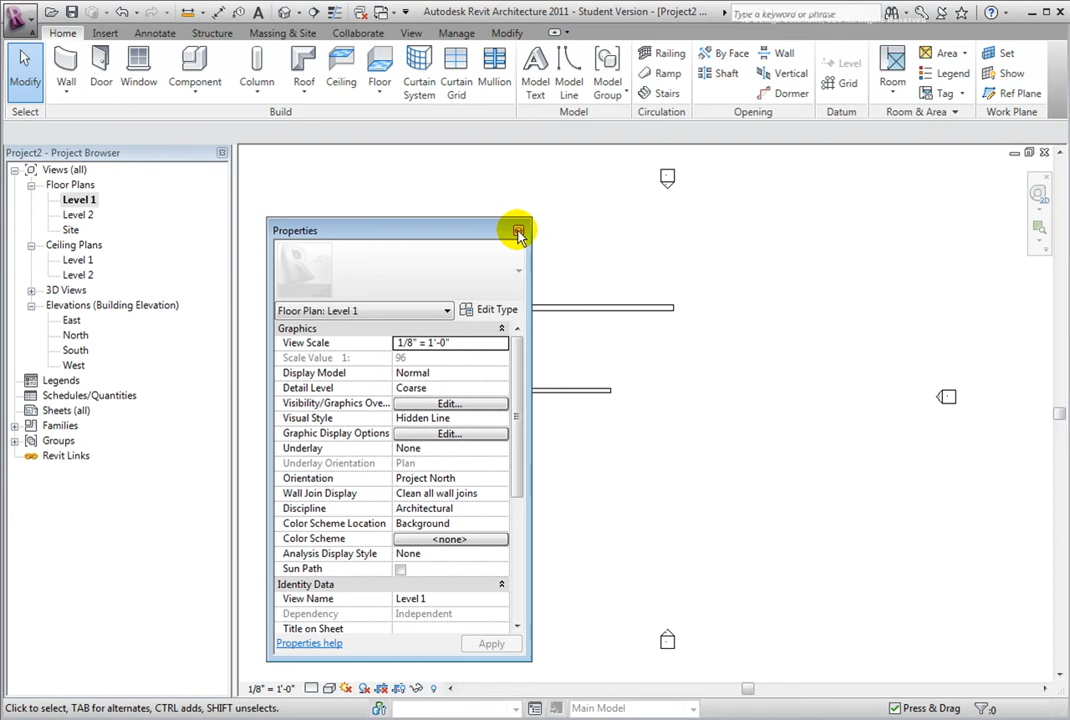 Autodesk Revit Architecture 2011 - Student Version - [Project2 ...
Type a keyword or phrase
Home Insert Annotate Structure Massing & Site Collaborate View Manage Modify
Modify
Wall
Door
Window
Component
Column
Roof
Ceiling
Floor
Curtain System
Curtain Grid
Mullion
Model Text
Model Line
Model Group
Railing
Ramp
Stairs
By Face
Shaft
Wall
Vertical
Dormer
Level
Grid
Room
Area
Legend
Tag
Set
Show
Ref Plane
Select Build Model Circulation Opening Datum Room & Area Work Plane
Project2 - Project Browser
Views (all)
Floor Plans
Level 1
Level 2
Site
Ceiling Plans
Level 1
Level 2
3D Views
Elevations (Building Elevation)
East
North
South
West
Legends
Schedules/Quantities
Sheets (all)
Families
Groups
Revit Links
Properties
Floor Plan: Level 1 Edit Type
Graphics
View Scale 1/8" = 1'-0"
Scale Value 1: 96
Display Model Normal
Detail Level Coarse
Visibility/Graphics Ove... Edit...
Visual Style Hidden Line
Graphic Display Options Edit...
Underlay None
Underlay Orientation Plan
Orientation Project North
Wall Join Display Clean all wall joins
Discipline Architectural
Color Scheme Location Background
Color Scheme <none>
Analysis Display Style None
Sun Path
Identity Data
View Name Level 1
Dependency Independent
Title on Sheet
Properties help Apply
2D
1/8" = 1'-0"
Click to select, TAB for alternates, CTRL adds, SHIFT unselects.
Main Model
Press & Drag
:0